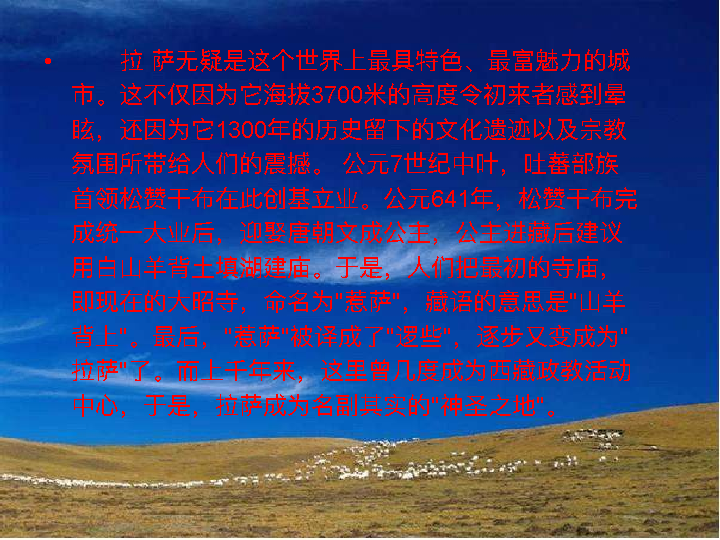 • 拉 萨无疑是这个世界上最具特色、最富魅力的城
市。这不仅因为它海拔3700米的高度令初来者感到晕
眩，还因为它1300年的历史留下的文化遗迹以及宗教
氛围所带给人们的震撼。 公元7世纪中叶，吐蕃部族
首领松赞干布在此创基立业。公元641年，松赞干布完
成统一大业后，迎娶唐朝文成公主，公主进藏后建议
用白山羊背土填湖建庙。于是，人们把最初的寺庙，
即现在的大昭寺，命名为"惹萨"，藏语的意思是"山羊
背土"。最后，"惹萨"被译成了"逻些"，逐步又变成为"
拉萨"了。而上千年来，这里曾几度成为西藏政教活动
中心，于是，拉萨成为名副其实的"神圣之地"。